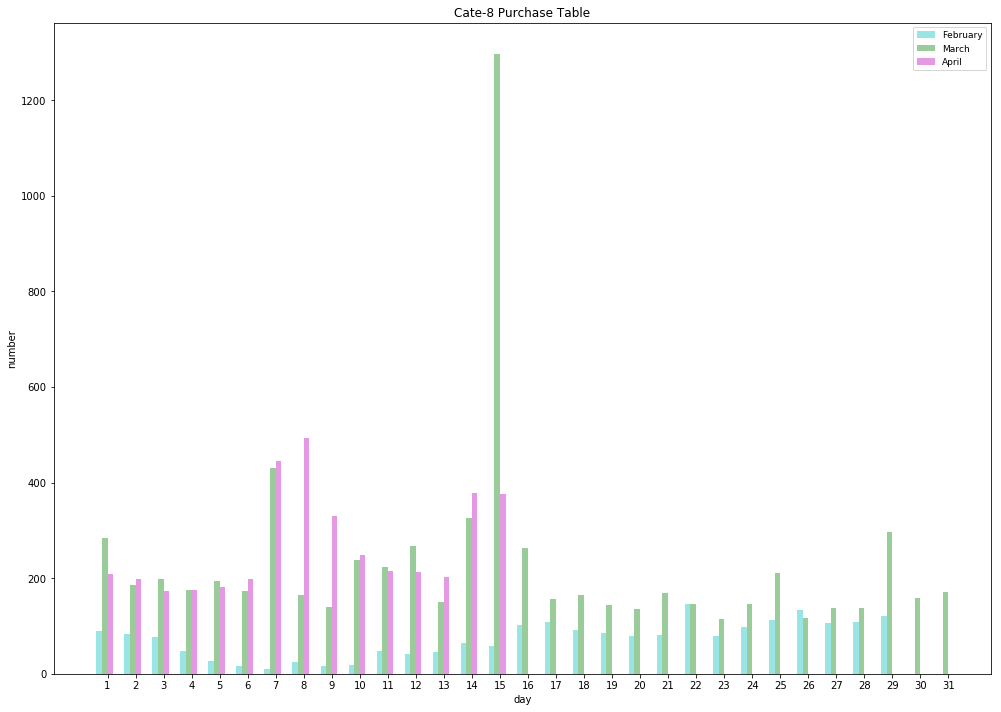 Cate-8 Purchase Table
February
March
April
number
1200
1000
800
600
400
200
0
1 2 3 4 5 6 7 8 9 10 11 12 13 14 15 16 17 18 19 20 21 22 23 24 25 26 27 28 29 30 31
day